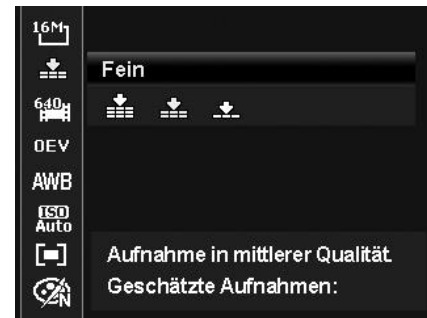 16M
Fein
640
0EV
AWB
ISO
Auto
N
Aufnahme in mittlerer Qualität.
Geschätzte Aufnahmen: